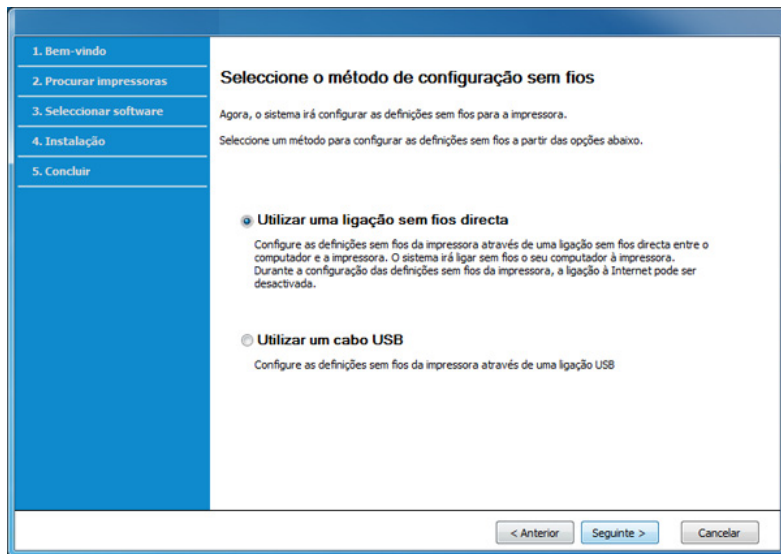 1. Bem-vindo
2. Procurar impressoras
3. Seleccionar software
4. Instalação
5. Concluir
Seleccione o método de configuração sem fios
Agora, o sistema irá configurar as definições sem fios para a impressora.
Seleccione um método para configurar as definições sem fios a partir das opções abaixo.
Utilizar uma ligação sem fios directa
Configure as definições sem fios da impressora através de uma ligação sem fios directa entre o
computador e a impressora. O sistema irá ligar sem fios o seu computador à impressora.
Durante a configuração das definições sem fios da impressora, a ligação à Internet pode ser
desactivada.
Utilizar um cabo USB
Configure as definições sem fios da impressora através de uma ligação USB
< Anterior
Seguinte >
Cancelar